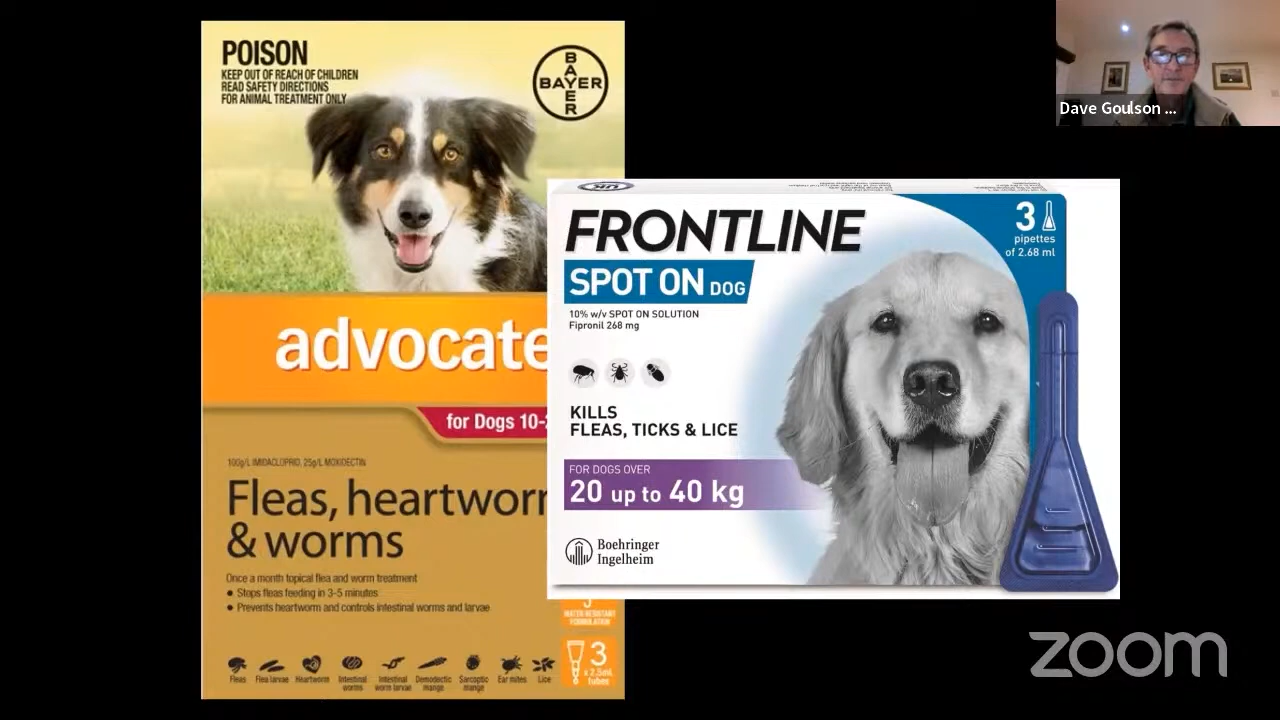 POISON
KEEP OUT OF REACH OF CHILDREN
READ SAFETY DIRECTIONS
FOR ANIMAL TREATMENT ONLY
BAYER
BAYER
advocate
for Dogs 10-
100g/L IMIDACLOPRID, 25g/L MOXIDECTIN
Fleas, heartworm
& worms
Once a month topical flea and worm treatment
• Stops fleas feeding in 3-5 minutes
• Prevents heartworm and controls intestinal worms and larvae
WATER RESISTANT
FORMULATION
3
x 2.5mL
tubes
Fleas
Flea larvae
Heartworm
Intestinal
worms
Intestinal
worm larvae
Demodectic
mange
Sarcoptic
mange
Ear mites
Lice
UK
FRONTLINE
SPOT ON DOG
10% w/v SPOT ON SOLUTION
Fipronil 268 mg
3
pipettes
of 2.68 ml
KILLS
FLEAS, TICKS & LICE
FOR DOGS OVER
20 up to 40 kg
Boehringer
Ingelheim
Dave Goulson ...
zoom